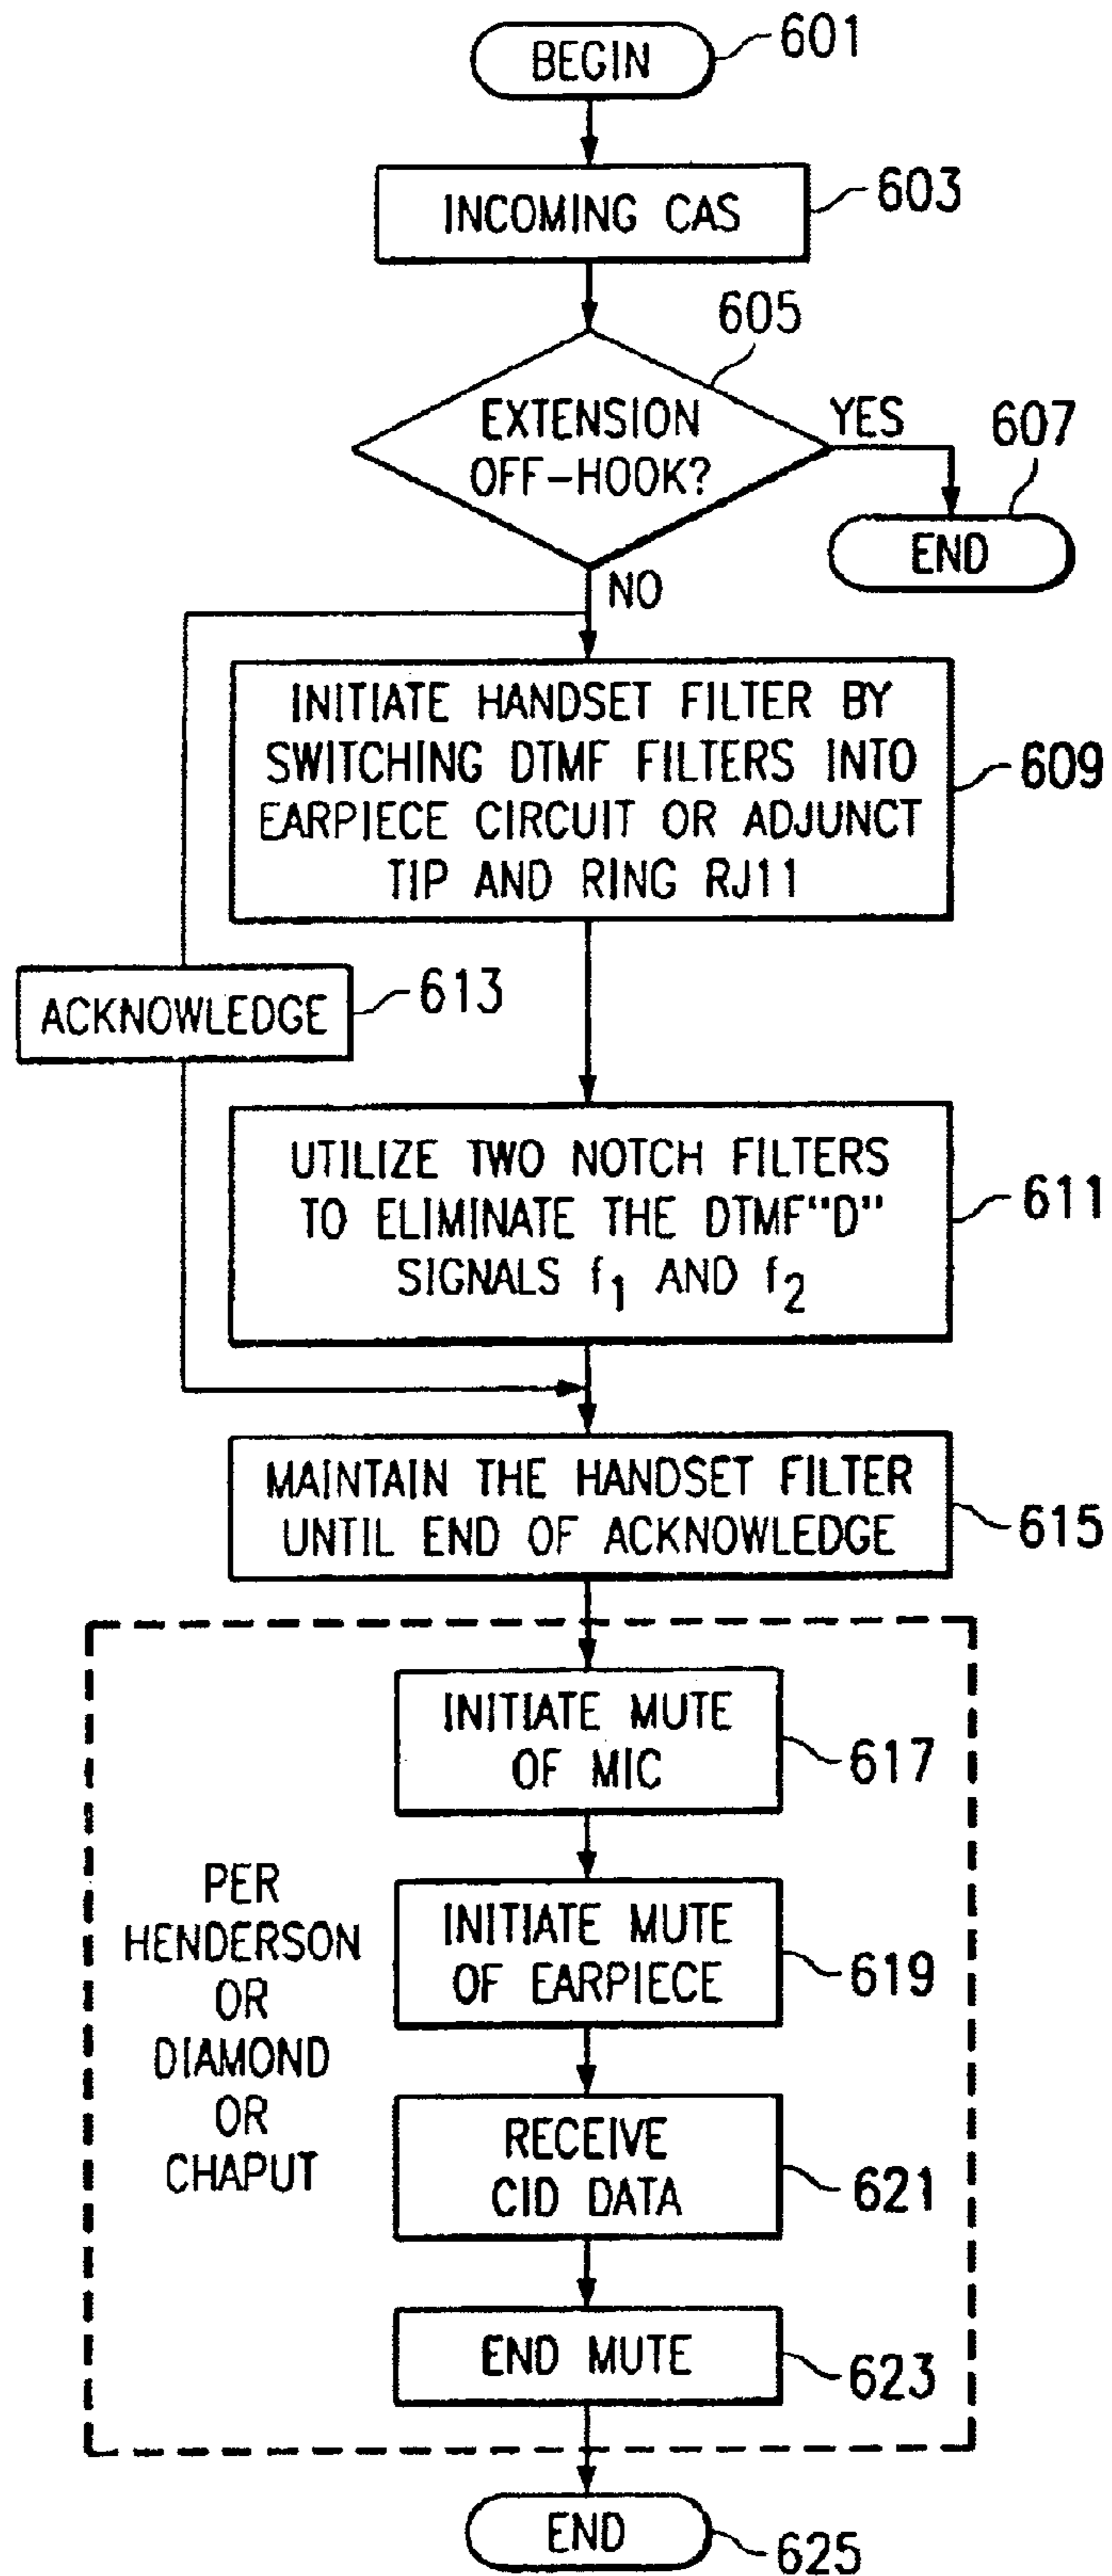 BEGIN
601
INCOMING CAS
603
605
EXTENSION
OFF-HOOK?
YES
607
END
NO
INITIATE HANDSET FILTER BY
SWITCHING DTMF FILTERS INTO
EARPIECE CIRCUIT OR ADJUNCT
TIP AND RING RJ11
609
ACKNOWLEDGE
613
UTILIZE TWO NOTCH FILTERS
TO ELIMINATE THE DTMF"D"
SIGNALS f1 AND f2
611
MAINTAIN THE HANDSET FILTER
UNTIL END OF ACKNOWLEDGE
615
INITIATE MUTE
OF MIC
617
PER
HENDERSON
OR
DIAMOND
OR
CHAPUT
INITIATE MUTE
OF EARPIECE
619
RECEIVE
CID DATA
621
END MUTE
623
END
625